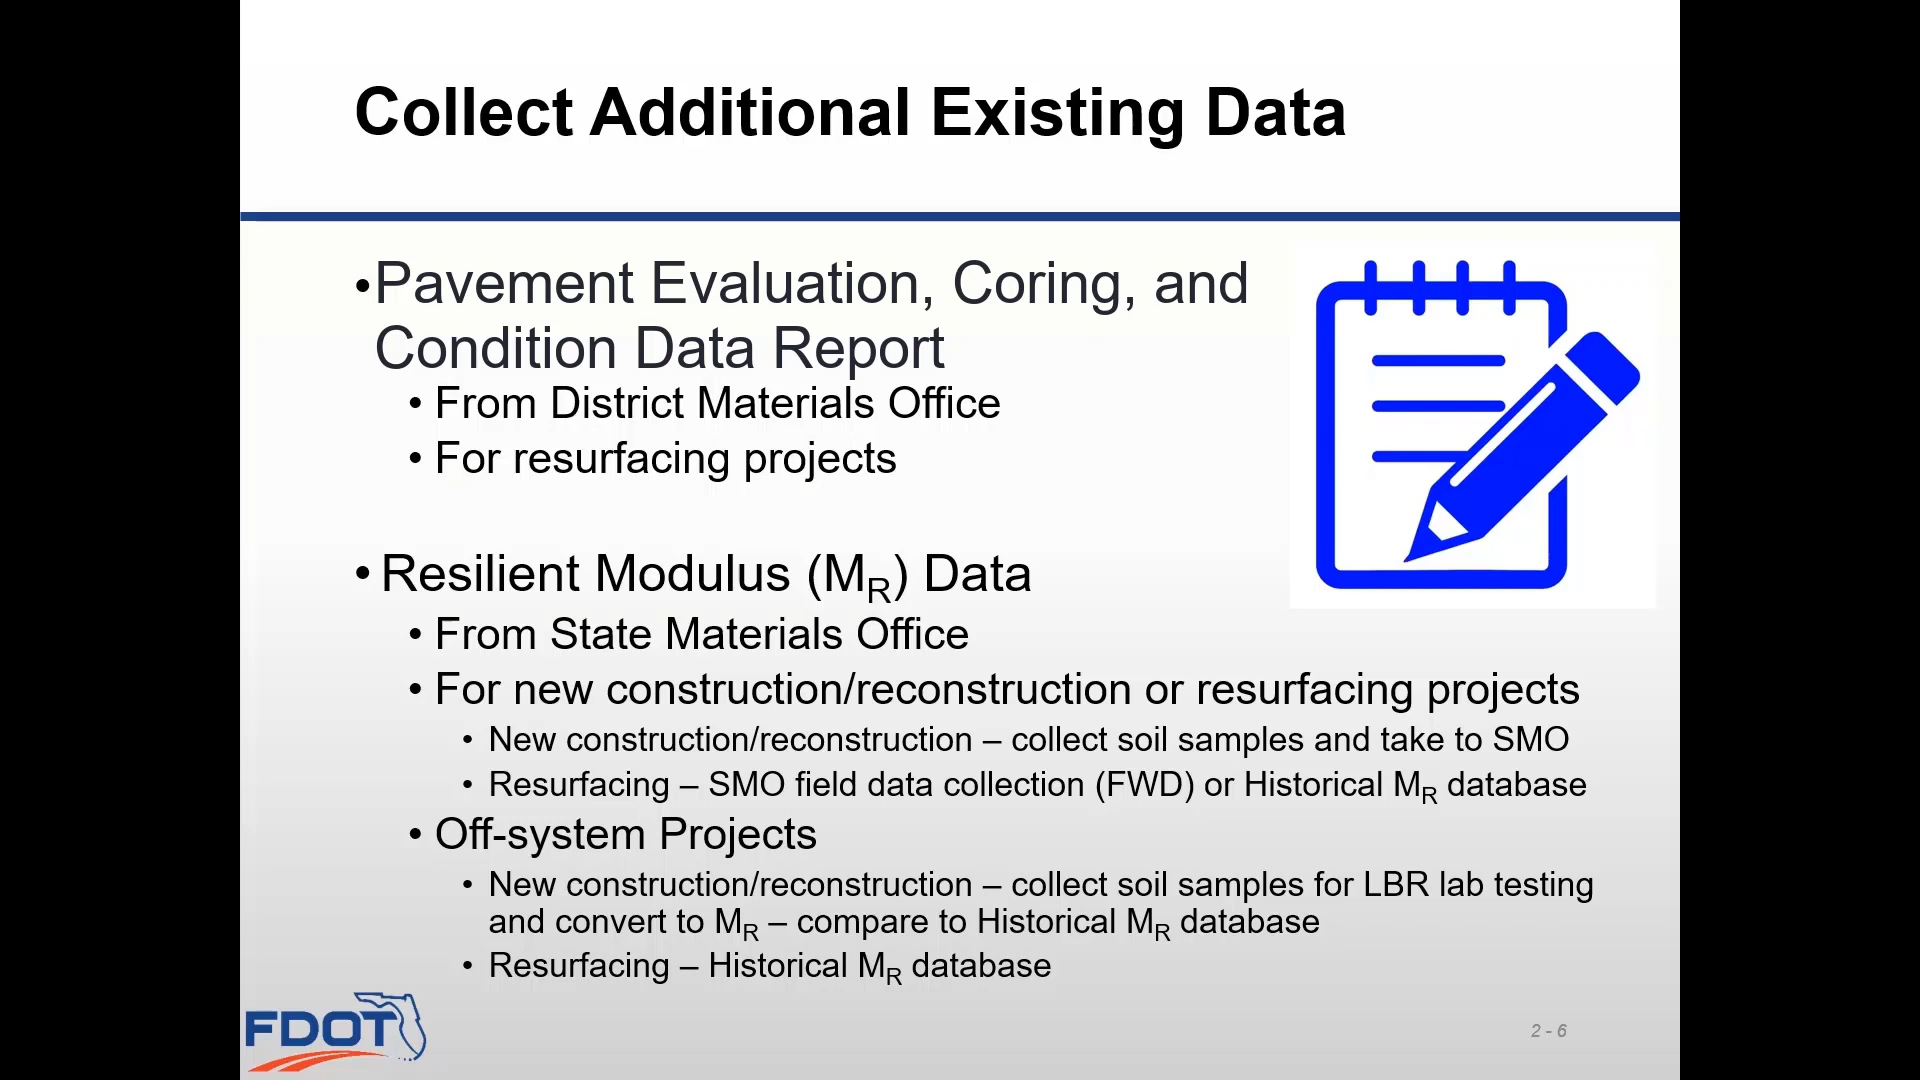 Collect Additional Existing Data
•Pavement Evaluation, Coring, and
Condition Data Report
• From District Materials Office
• For resurfacing projects
• Resilient Modulus (MR) Data
• From State Materials Office
• For new construction/reconstruction or resurfacing projects
• New construction/reconstruction – collect soil samples and take to SMO
• Resurfacing – SMO field data collection (FWD) or Historical MR database
• Off-system Projects
• New construction/reconstruction – collect soil samples for LBR lab testing
and convert to MR – compare to Historical MR database
• Resurfacing – Historical MR database
FDOT
2 - 6